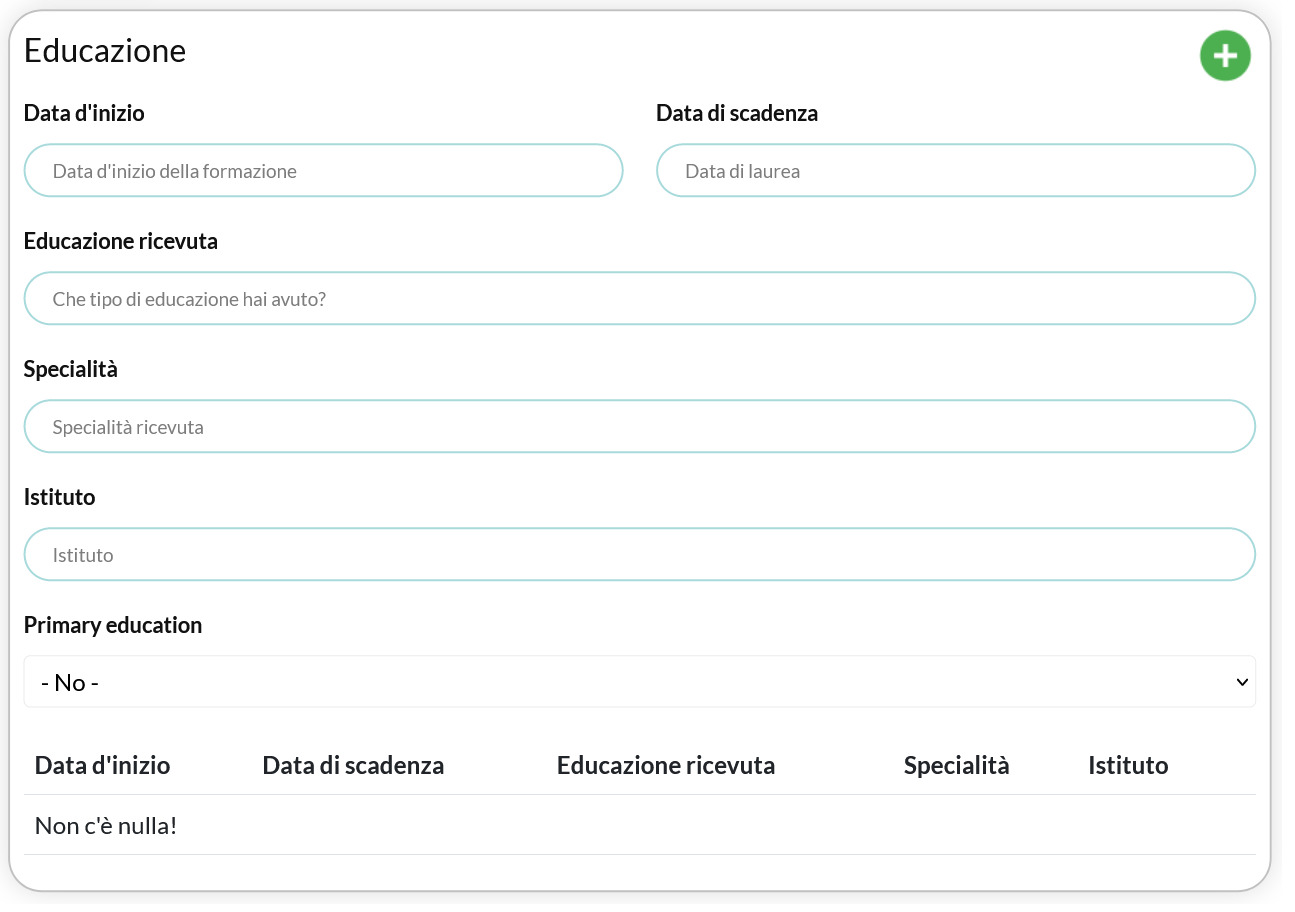 Educazione
Data d'inizio
Data di scadenza
Data d'inizio della formazione
Data di laurea
Educazione ricevuta
Che tipo di educazione hai avuto?
Specialità
Specialità ricevuta
Istituto
Istituto
Primary education
- No -
Data d'inizio Data di scadenza Educazione ricevuta Specialità Istituto
Non c'è nulla!